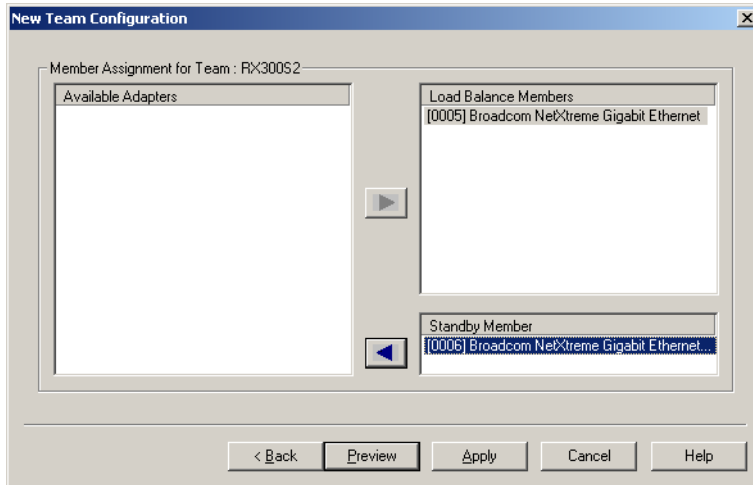 New Team Configuration
Member Assignment for Team : RX300S2
Available Adapters
Load Balance Members
[0005] Broadcom NetXtreme Gigabit Ethernet
Standby Member
[0006] Broadcom NetXtreme Gigabit Ethernet...
< Back
Preview
Apply
Cancel
Help